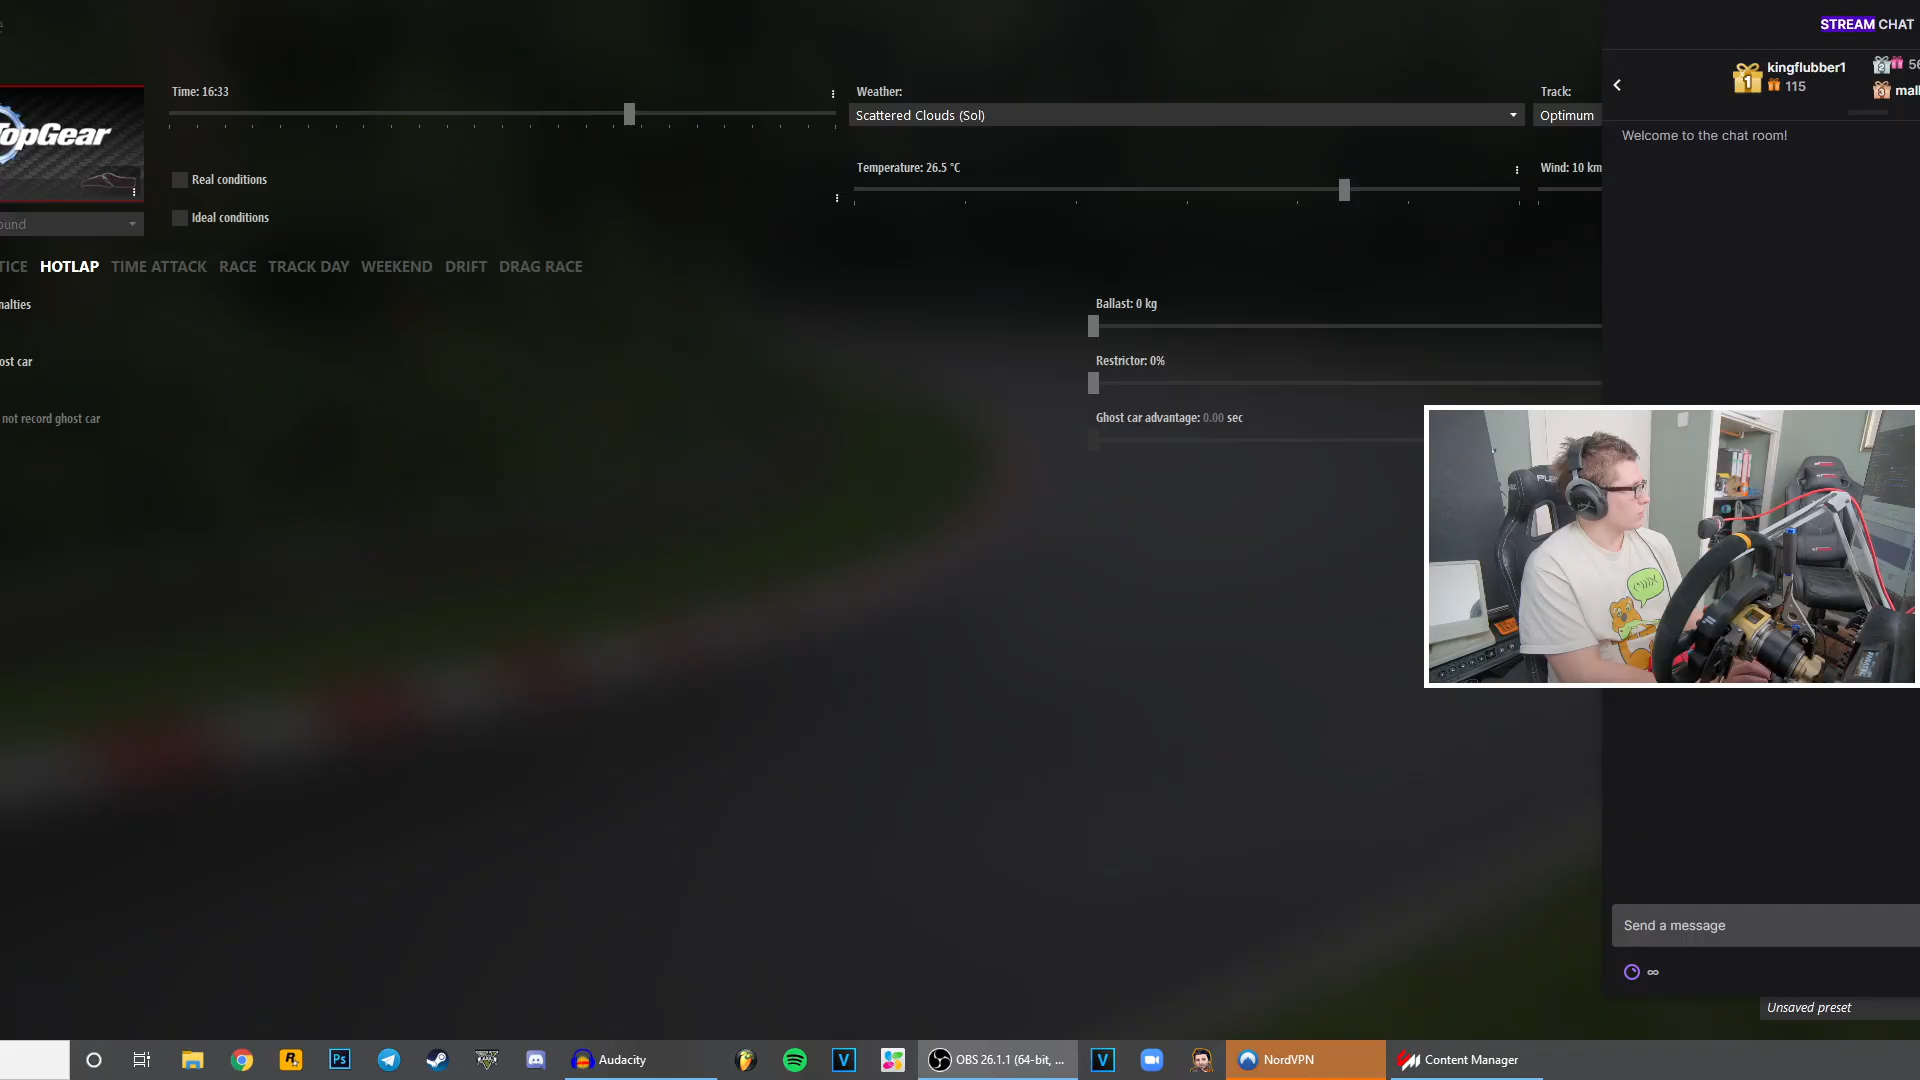 STREAM CHAT
kingflubber1
115
56
mall
Welcome to the chat room!
Time: 16:33
Weather:
Scattered Clouds (Sol)
Track:
Optimum
TopGear
Real conditions
Ideal conditions
Temperature: 26.5 °C
Wind: 10 km
ound
TICE HOTLAP TIME ATTACK RACE TRACK DAY WEEKEND DRIFT DRAG RACE
nalties
ost car
not record ghost car
Ballast: 0 kg
Restrictor: 0%
Ghost car advantage: 0.00 sec
Send a message
∞
Unsaved preset
Audacity
OBS 26.1.1 (64-bit, ...
NordVPN
Content Manager